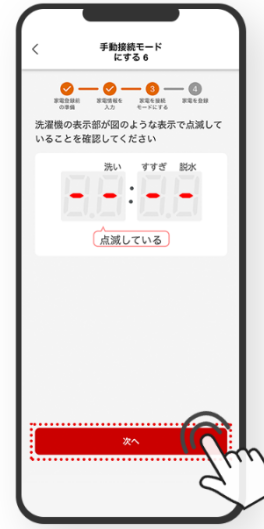 手動接続モード
にする 6
3
4
家電登録前
の準備
家電情報を
入力
家電を接続
モードにする
家電を登録
洗濯機の表示部が図のような表示で点滅して
いることを確認してください
洗い すすぎ 脱水
点滅している
次へ